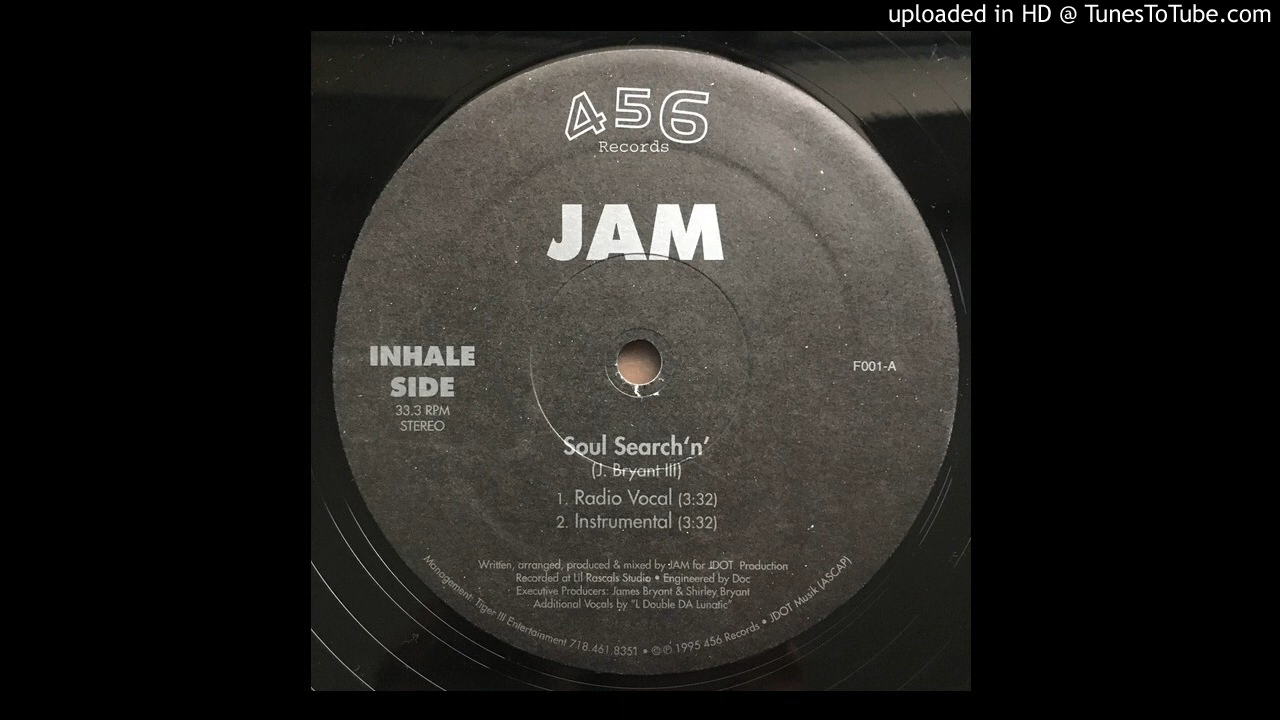 uploaded in HD @ TunesToTube.com
456
Records
JAM
INHALE
SIDE
33.3 RPM
STEREO
F001-A
Soul Search'n'
(J. Bryant III)
1. Radio Vocal (3:32)
2. Instrumental (3:32)
Written, arranged, produced & mixed by JAM for JDOT Production
Recorded at Lil Rascals Studio • Engineered by Doc
Executive Producers: James Bryant & Shirley Bryant
Additional Vocals by "L Double DA Lunatic"
Management: Tiger III Entertainment 718.461.8351 • ©℗ 1995 456 Records • JDOT Musik (ASCAP)